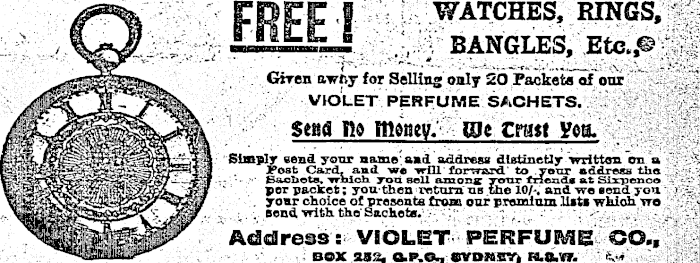 FREE!
WATCHES, RINGS,
BANGLES, Etc.,
Given away for Selling only 20 Packets of our
VIOLET PERFUME SACHETS.
Send No Money. We Trust You.
Simply send your name and address distinctly written on a
Post Card, and we will forward to your address the
Sachets, which you sell among your friends at Sixpence
per packet; you then return us the 10/-, and we send you
your choice of presents from our premium lists which we
send with the Sachets.
Address: VIOLET PERFUME CO.,
BOX 282, G.P.O., SYDNEY, N.S.W.